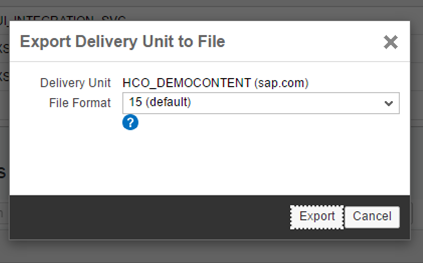 UI_INTEGRATION_SVC
Export Delivery Unit to File
Delivery Unit HCO_DEMOCONTENT (sap.com)
File Format 15 (default)
?
Export Cancel